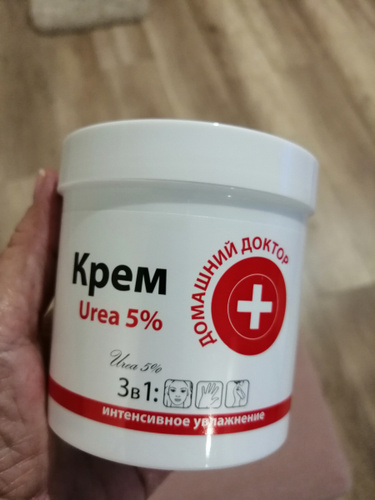 Крем
Urea 5%
ДОМАШНИЙ ДОКТОР
Urea 5%
3в1:
интенсивное увлажнение